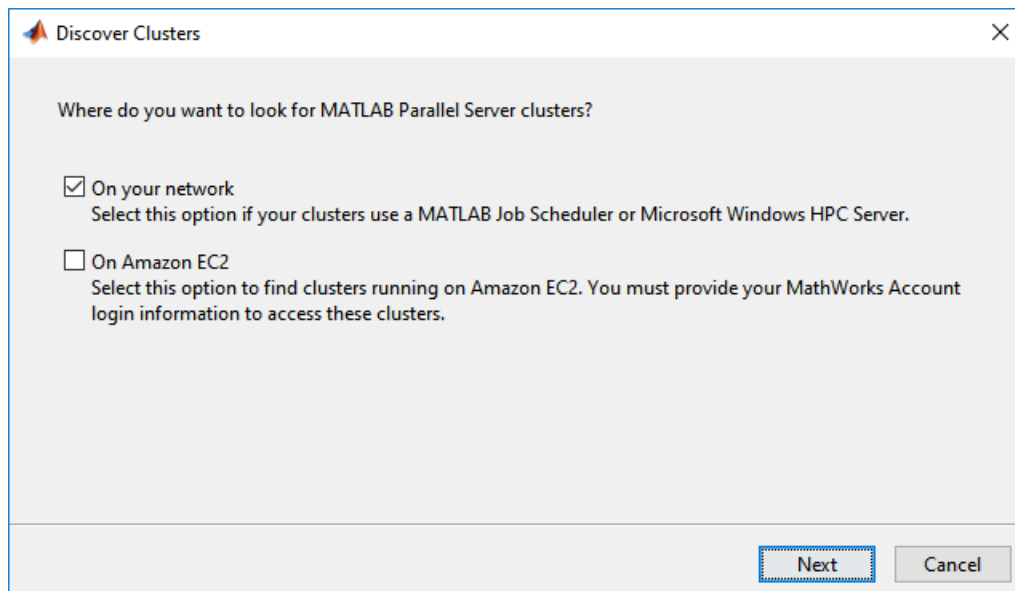 Discover Clusters
Where do you want to look for MATLAB Parallel Server clusters?
On your network
Select this option if your clusters use a MATLAB Job Scheduler or Microsoft Windows HPC Server.
On Amazon EC2
Select this option to find clusters running on Amazon EC2. You must provide your MathWorks Account
login information to access these clusters.
Next Cancel